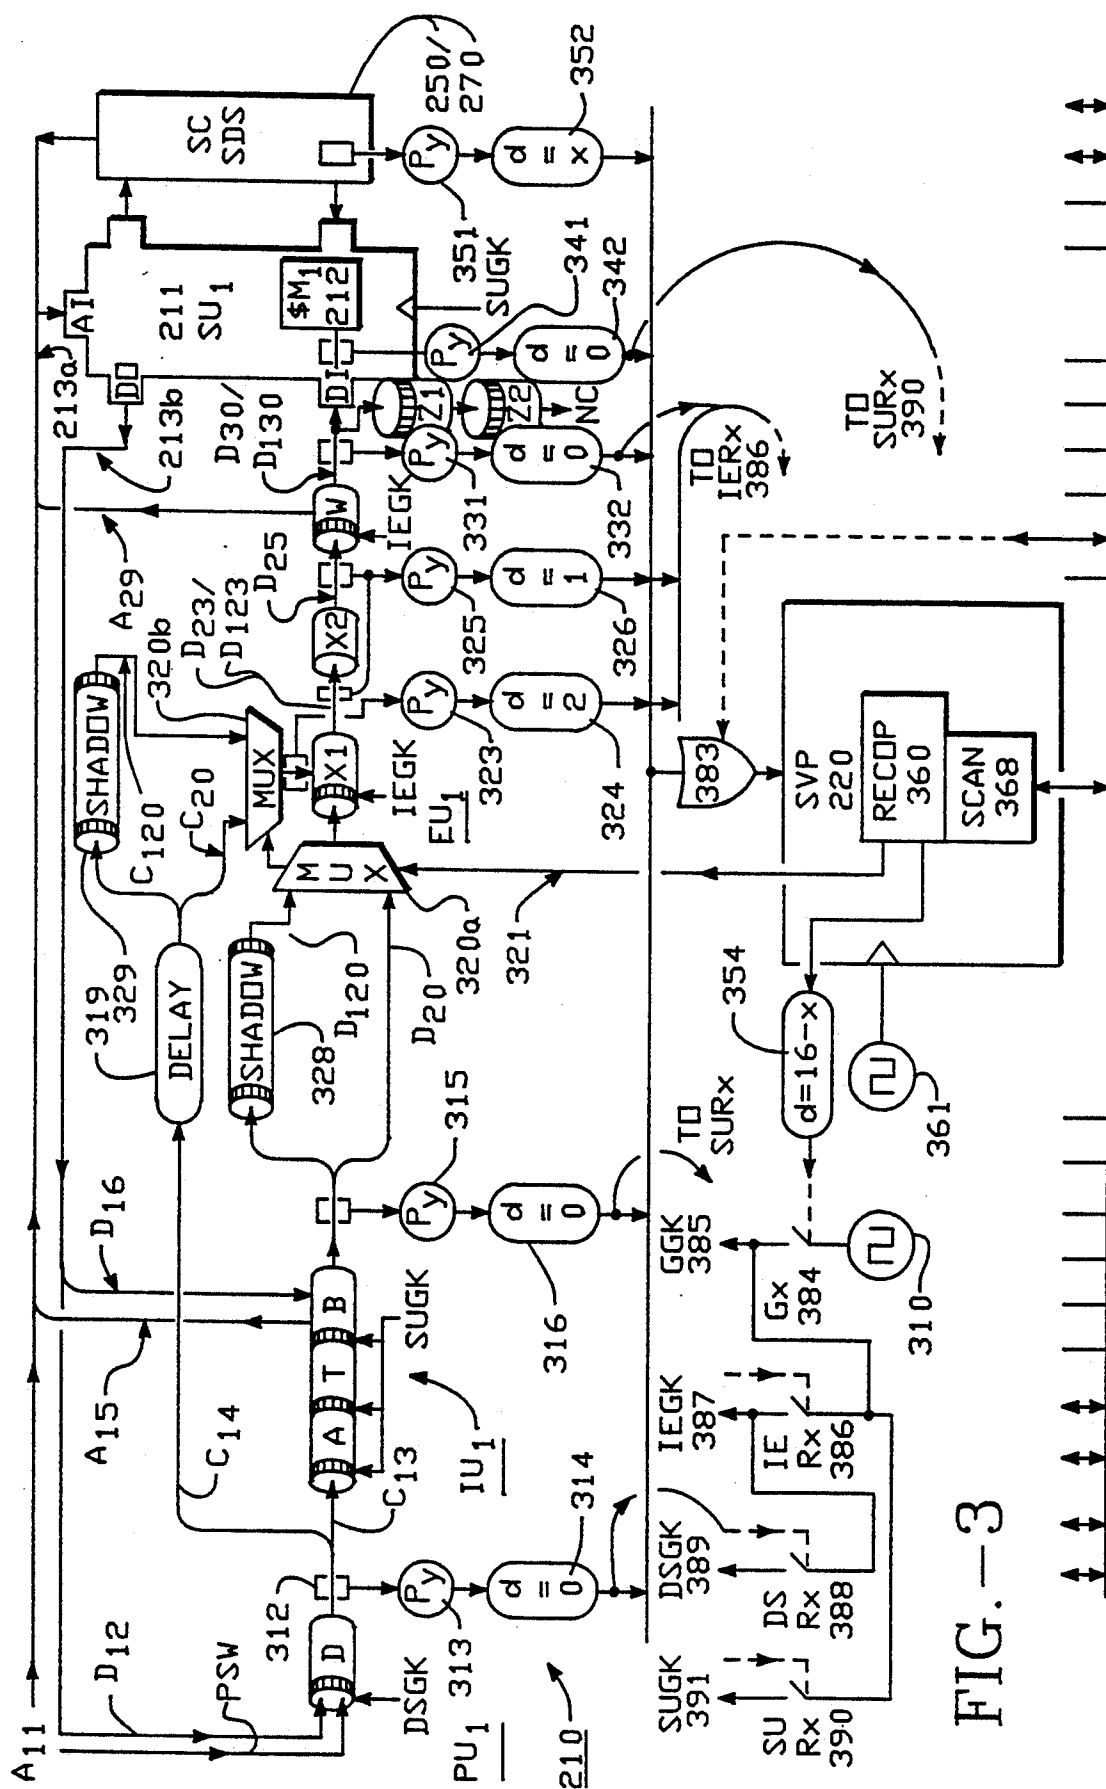 A11
D12
PSW
A15
D16
C14
213a
213b
A29
SC
SDS
250/
270
AI
DO
211
SU1
$M1
212
DI
D30/
D130
SHADOW
C120
C20
320b
MUX
D23/
D123
D25
319
329
DELAY
SHADOW
328
D120
D20
MUX
320a
X1
X2
W
IEGK
EU1
IEGK
Z1
Z2
NC
SUGK
D
312
C13
A
T
B
SUGK
IU1
DSGK
PU1
210
Py
313
d=0
314
Py
315
d=0
316
Py
323
d=2
324
Py
325
d=1
326
Py
331
d=0
332
Py
341
d=0
342
Py
351
d=x
352
321
TO
IERx
386
TO
SURx
390
TO
SURx
SUGK
391
SU
Rx
390
DSGK
389
DS
Rx
388
IEGK
387
IE
Rx
386
GGK
385
Gx
384
310
354
d=16-x
361
383
SVP
220
RECOP
360
SCAN
368
FIG.—3